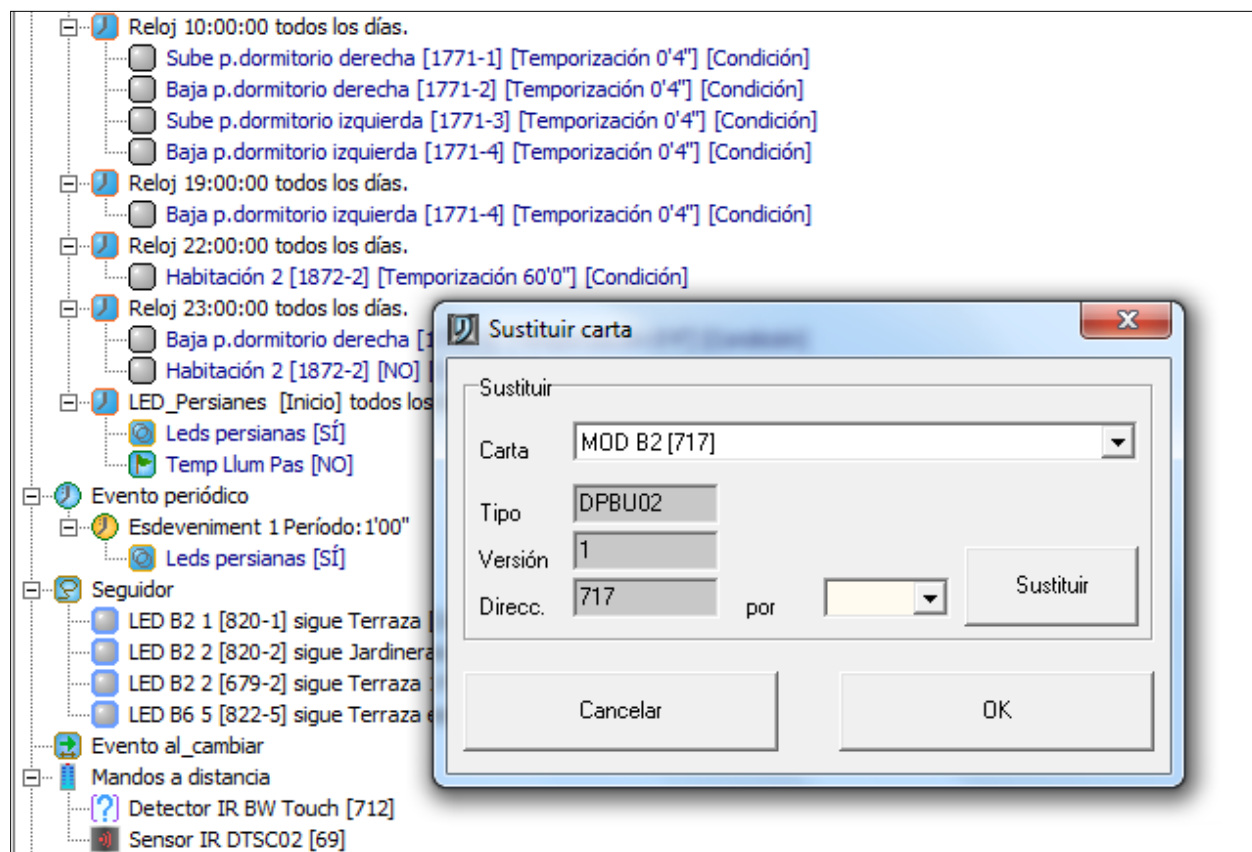 Reloj 10:00:00 todos los días.
Sube p.dormitorio derecha [1771-1] [Temporización 0'4"] [Condición]
Baja p.dormitorio derecha [1771-2] [Temporización 0'4"] [Condición]
Sube p.dormitorio izquierda [1771-3] [Temporización 0'4"] [Condición]
Baja p.dormitorio izquierda [1771-4] [Temporización 0'4"] [Condición]
Reloj 19:00:00 todos los días.
Baja p.dormitorio izquierda [1771-4] [Temporización 0'4"] [Condición]
Reloj 22:00:00 todos los días.
Habitación 2 [1872-2] [Temporización 60'0"] [Condición]
Reloj 23:00:00 todos los días.
Baja p.dormitorio derecha
Habitación 2 [1872-2] [NO]
LED_Persianes [Inicio] todos los
Leds persianas [SÍ]
Temp Llum Pas [NO]
Evento periódico
Esdeveniment 1 Período: 1'00"
Leds persianas [SÍ]
Seguidor
LED B2 1 [820-1] sigue Terraza
LED B2 2 [820-2] sigue Jardinera
LED B2 2 [679-2] sigue Terraza
LED B6 5 [822-5] sigue Terraza
Evento al_cambiar
Mandos a distancia
Detector IR BW Touch [712]
Sensor IR DTSC02 [69]
Sustituir carta
Sustituir
Carta MOD B2 [717]
Tipo DPBU02
Versión 1
Direcc. 717 por
Sustituir
Cancelar OK